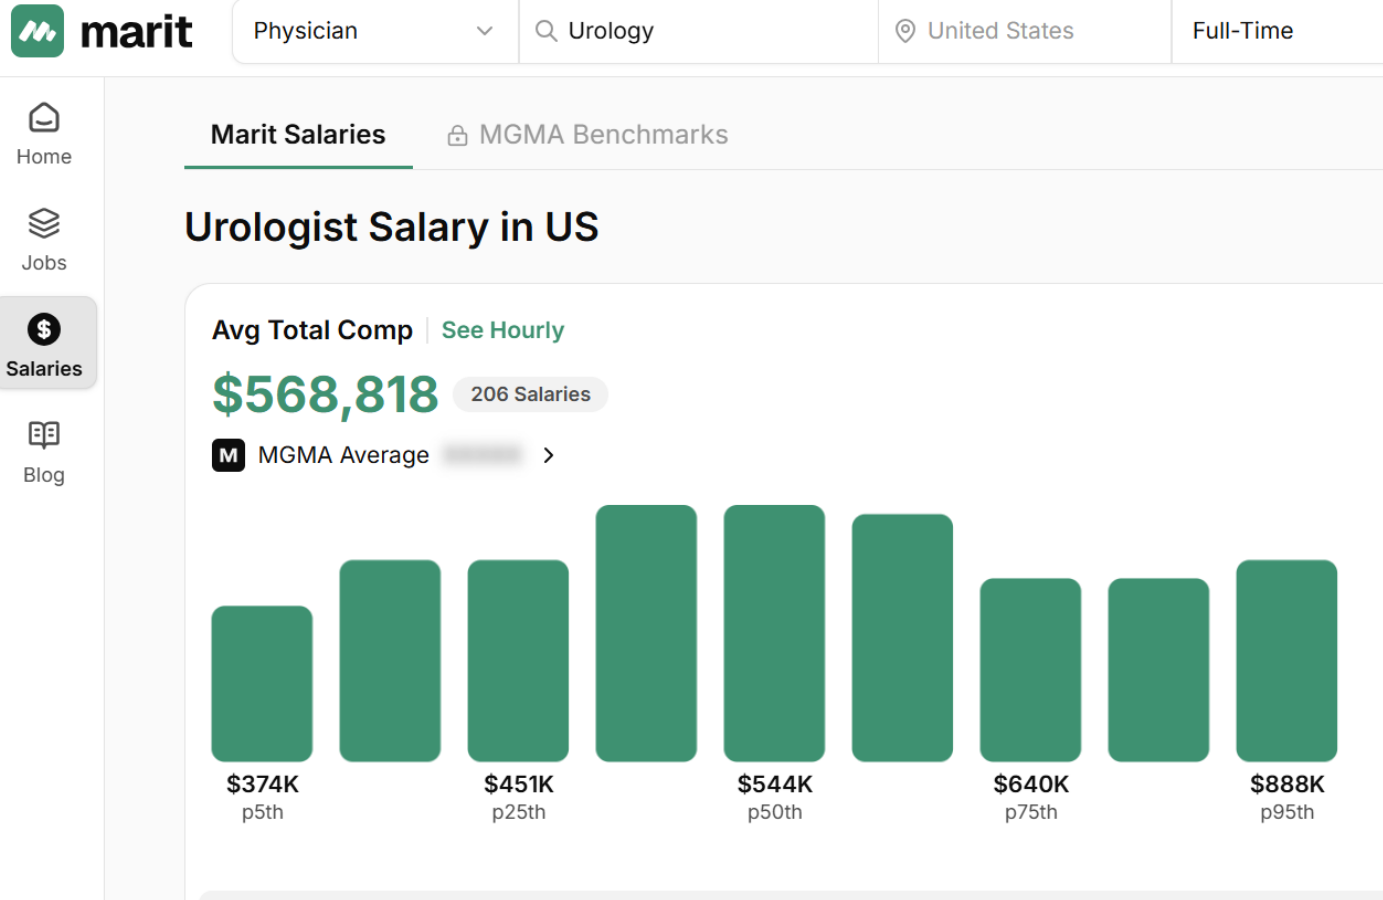 marit
Physician
Urology
United States
Full-Time
Home
Jobs
$
Salaries
Blog
Marit Salaries
MGMA Benchmarks
Urologist Salary in US
Avg Total Comp
See Hourly
$568,818
206 Salaries
M
MGMA Average
$374K
p5th
$451K
p25th
$544K
p50th
$640K
p75th
$888K
p95th